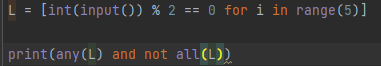 L = [int(input()) % 2 == 0 for i in range(5)]
print(any(L) and not all(L))